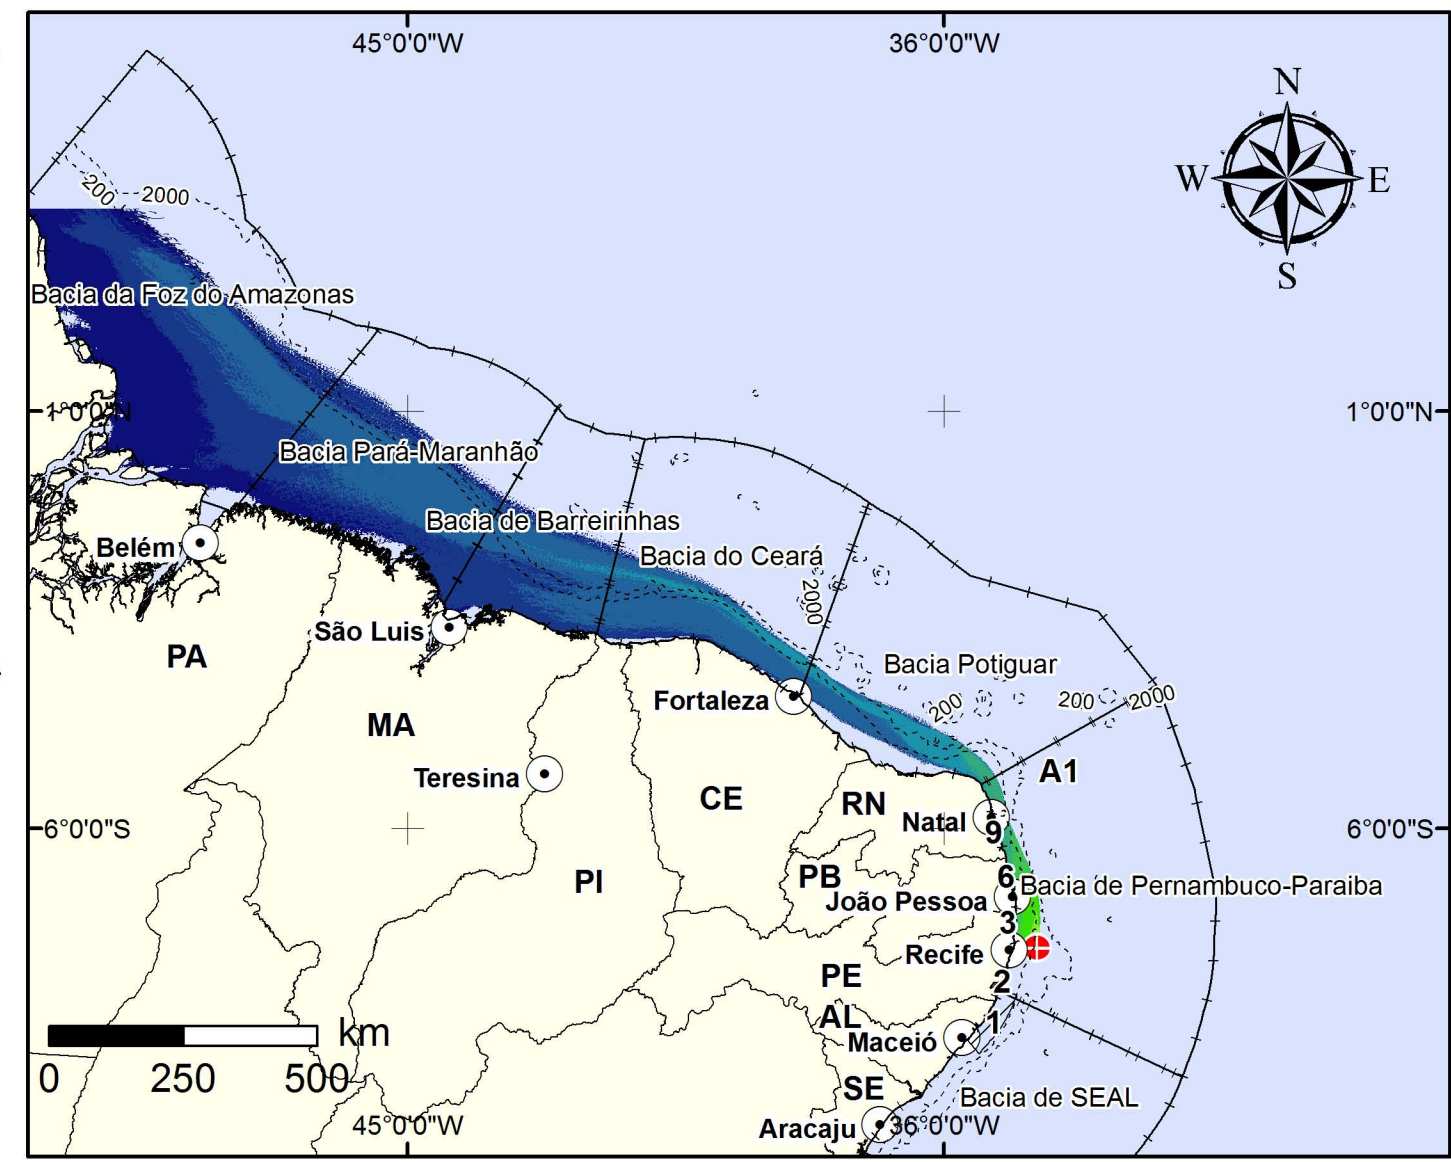 45°0'0"W
36°0'0"W
N
W
E
S
200
2000
Bacia da Foz do Amazonas
1°0'0"N
1°0'0"N
Bacia Pará-Maranhão
Bacia de Barreirinhas
Belém
Bacia do Ceará
2000
São Luis
PA
Bacia Potiguar
Fortaleza
200
200
2000
MA
Teresina
A1
CE
RN
Natal
9
6°0'0"S
6°0'0"S
PI
PB
6
Bacia de Pernambuco-Paraiba
João Pessoa
3
Recife
PE
2
AL
1
Maceió
km
0
250
500
SE
Bacia de SEAL
45°0'0"W
Aracaju
36°0'0"W